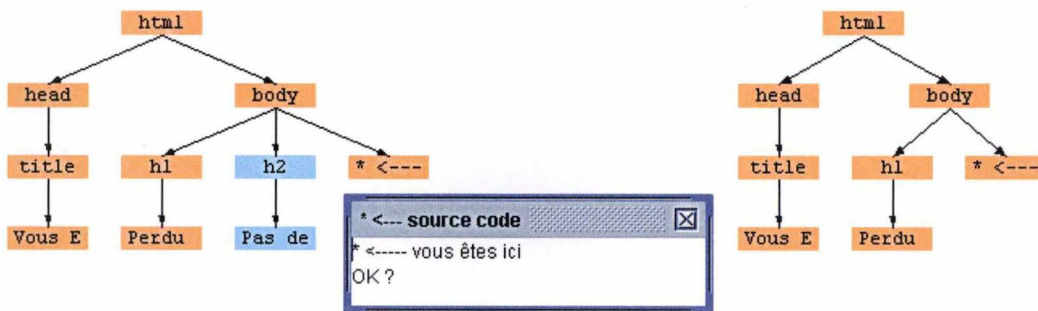 html html
head body head body
title h1 h2 * <--- title h1 * <---
* <--- source code
Vous E Perdu Pas de Vous E Perdu
* <----- vous êtes ici
OK ?